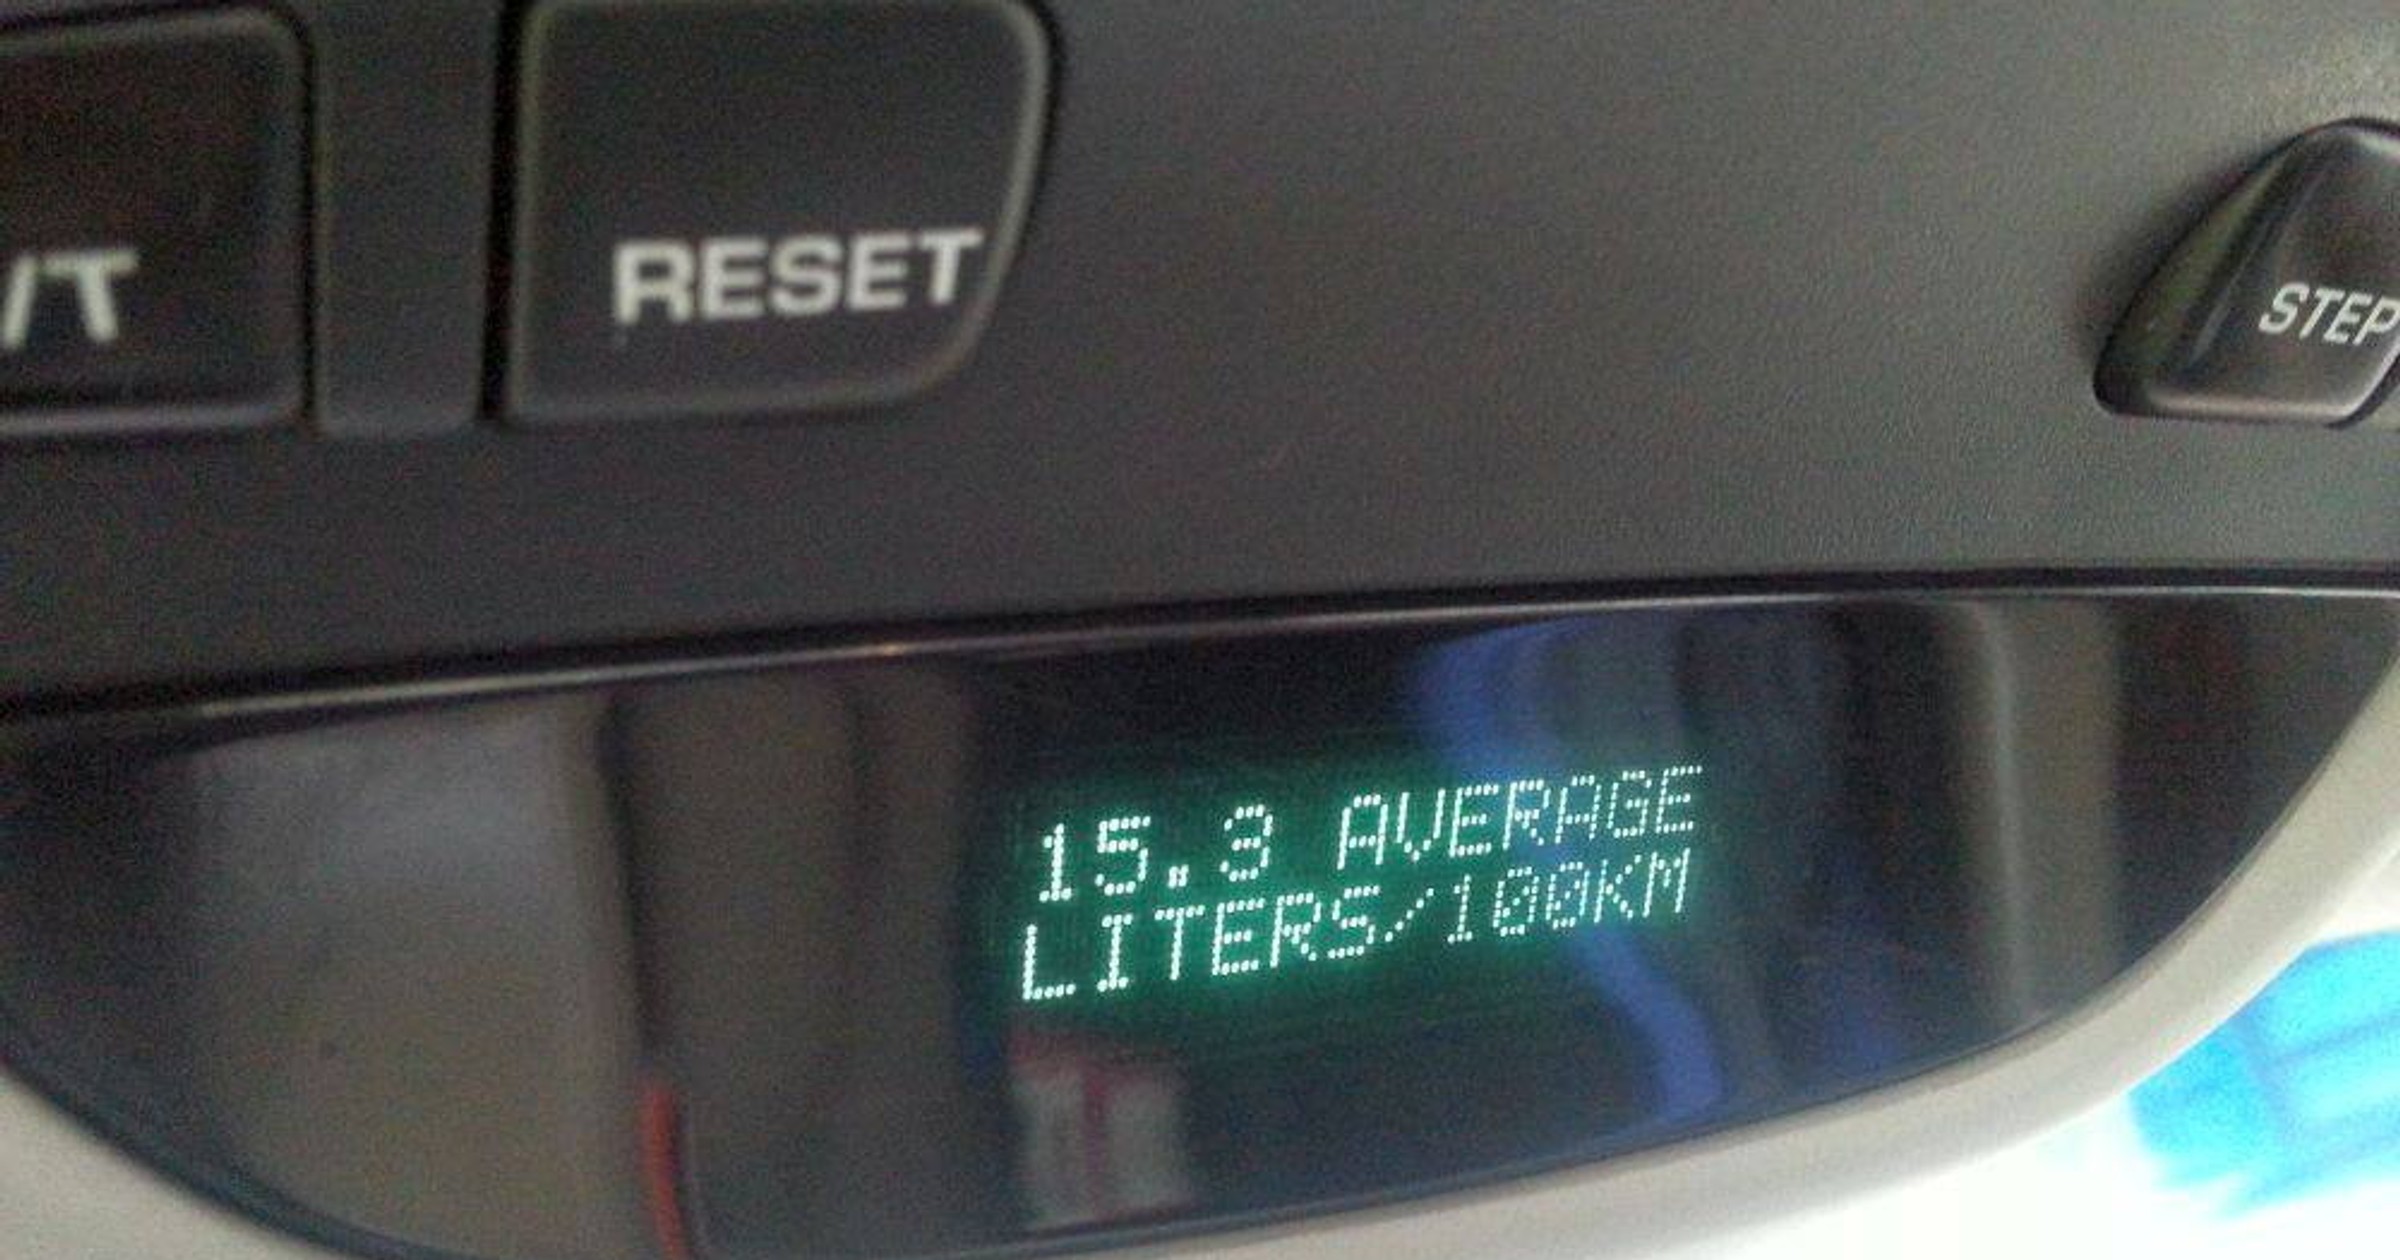 /T
RESET
STEP
15.3 AVERAGE
LITERS/100KM